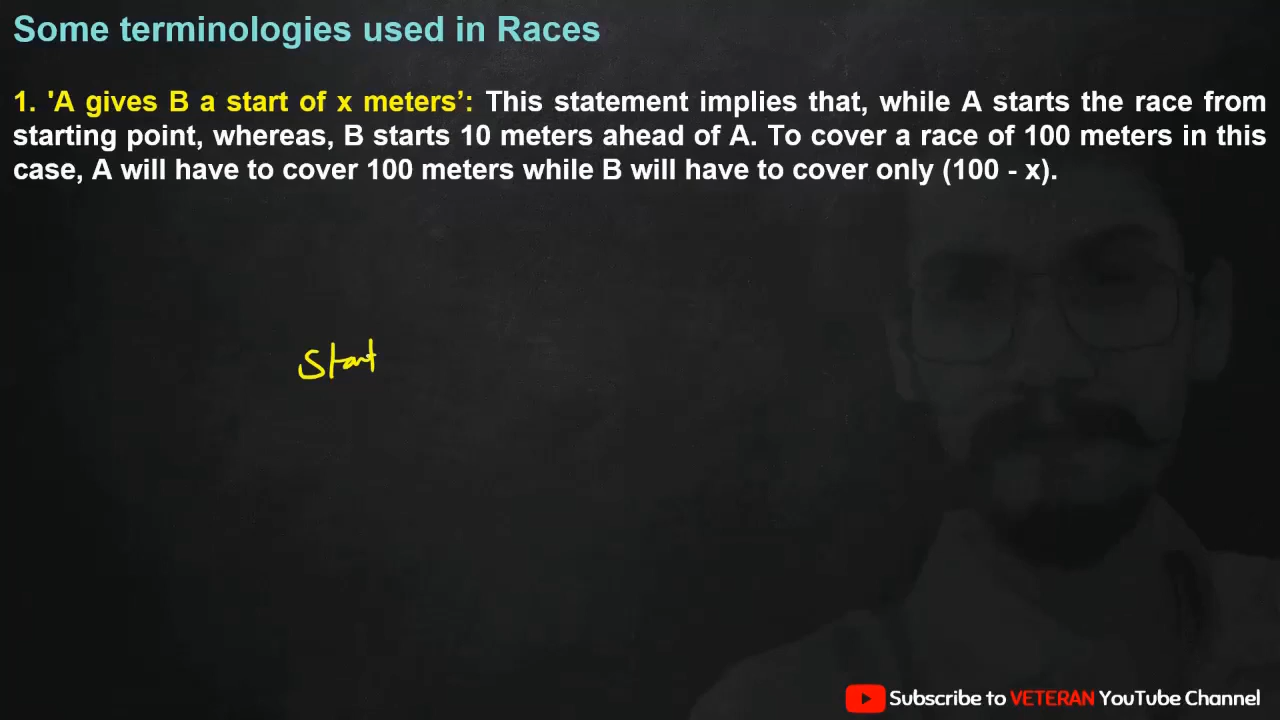 Some terminologies used in Races
1. 'A gives B a start of x meters’: This statement implies that, while A starts the race from
starting point, whereas, B starts 10 meters ahead of A. To cover a race of 100 meters in this
case, A will have to cover 100 meters while B will have to cover only (100 - x).
Start
Subscribe to VETERAN YouTube Channel